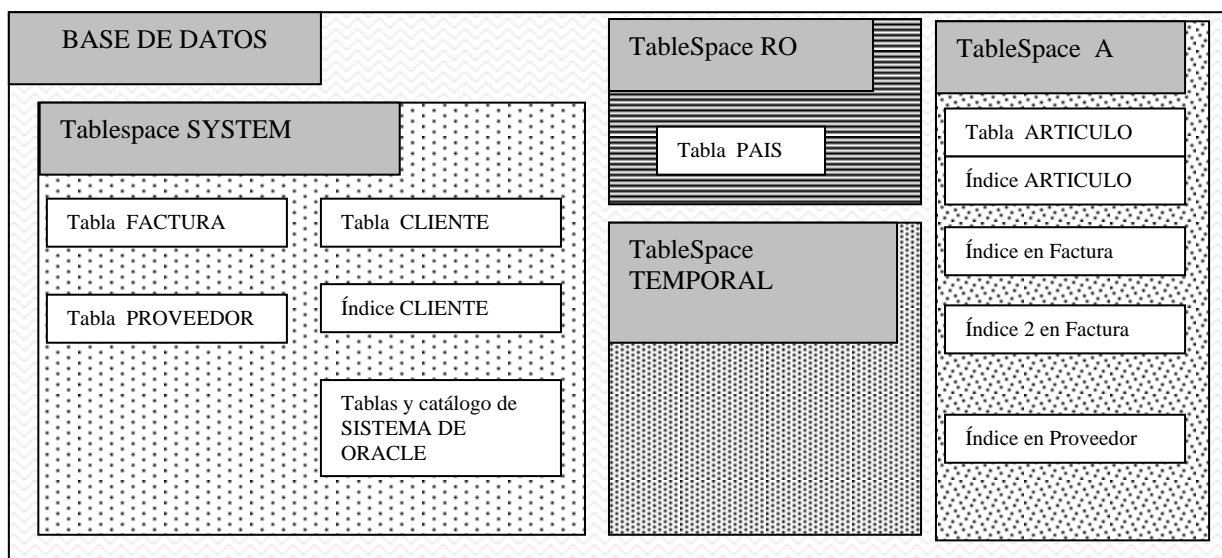 BASE DE DATOS
Tablespace SYSTEM
Tabla FACTURA
Tabla CLIENTE
Tabla PROVEEDOR
Índice CLIENTE
Tablas y catálogo de
SISTEMA DE
ORACLE
TableSpace RO
Tabla PAIS
TableSpace
TEMPORAL
TableSpace A
Tabla ARTICULO
Índice ARTICULO
Índice en Factura
Índice 2 en Factura
Índice en Proveedor